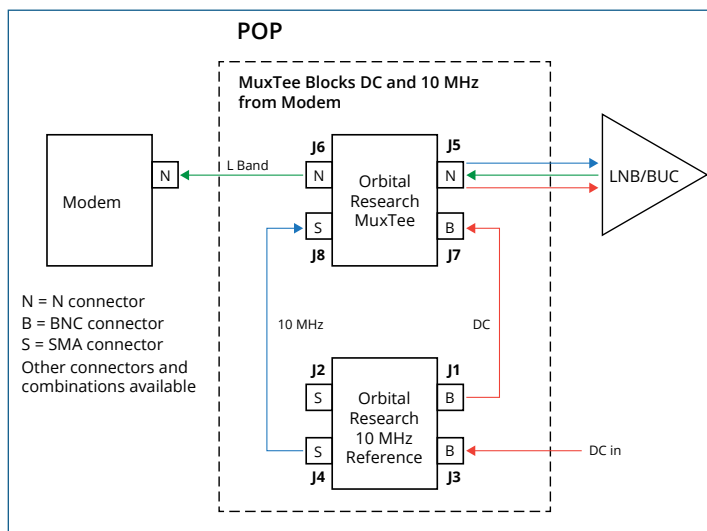 POP
MuxTee Blocks DC and 10 MHz
from Modem
J6
J5
N
L Band
N
N
LNB/BUC
Modem
Orbital
Research
MuxTee
S
B
J8
J7
N = N connector
B = BNC connector
S = SMA connector
Other connectors and
combinations available
10 MHz
DC
J2
J1
S
B
Orbital
Research
10 MHz
Reference
S
B
DC in
J4
J3